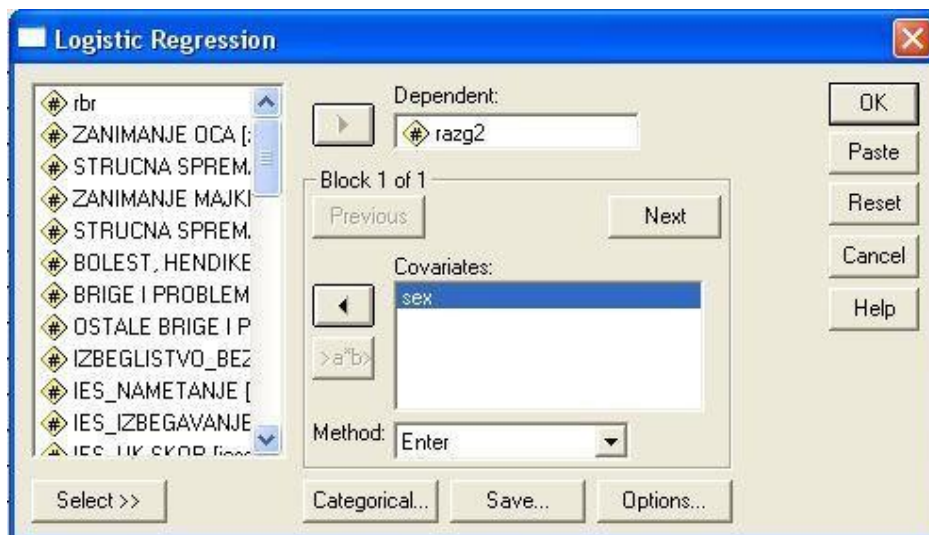 Logistic Regression
rbr
ZANIMANJE OCA [
STRUCNA SPREM.
ZANIMANJE MAJKI
STRUCNA SPREM.
BOLEST, HENDIKE
BRIGE I PROBLEM
OSTALE BRIGE I P
IZBEGLISTVO_BEZ
IES_NAMETANJE [
IES_IZBEGAVANJE
Select >>
Dependent:
razg2
Block 1 of 1
Previous
Next
Covariates:
sex
>a*b>
Method:
Enter
Categorical...
Save...
Options...
OK
Paste
Reset
Cancel
Help